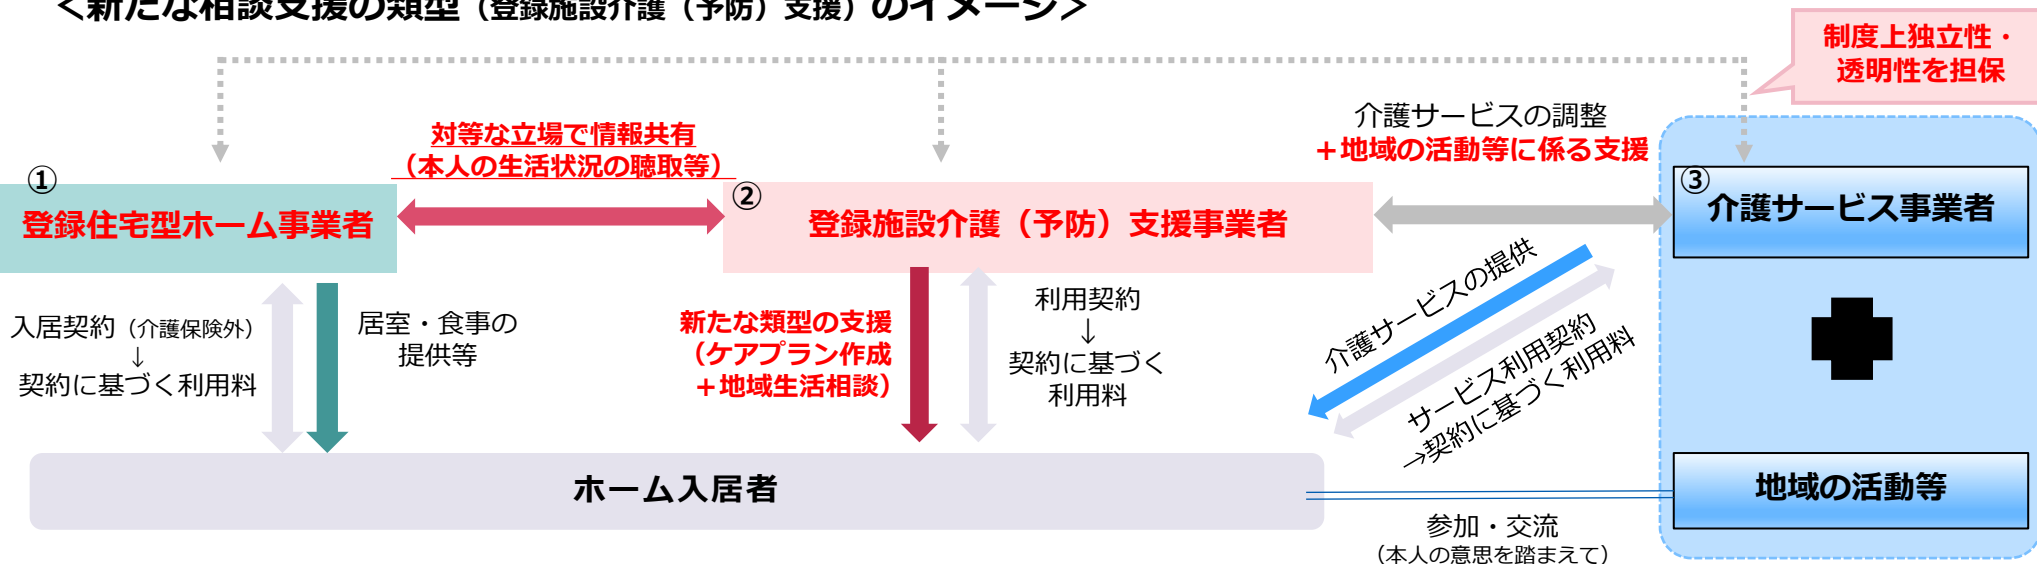 ＜新たな相談支援の類型（登録施設介護（予防）支援）のイメージ＞
制度上独立性・
透明性を担保
対等な立場で情報共有
（本人の生活状況の聴取等）
介護サービスの調整
＋地域の活動等に係る支援
①
登録住宅型ホーム事業者
②
登録施設介護（予防）支援事業者
③
介護サービス事業者
入居契約（介護保険外）
↓
契約に基づく利用料
居室・食事の
提供等
新たな類型の支援
（ケアプラン作成
＋地域生活相談）
利用契約
↓
契約に基づく
利用料
介護サービスの提供
サービス利用契約
→契約に基づく利用料
ホーム入居者
地域の活動等
参加・交流
（本人の意思を踏まえて）